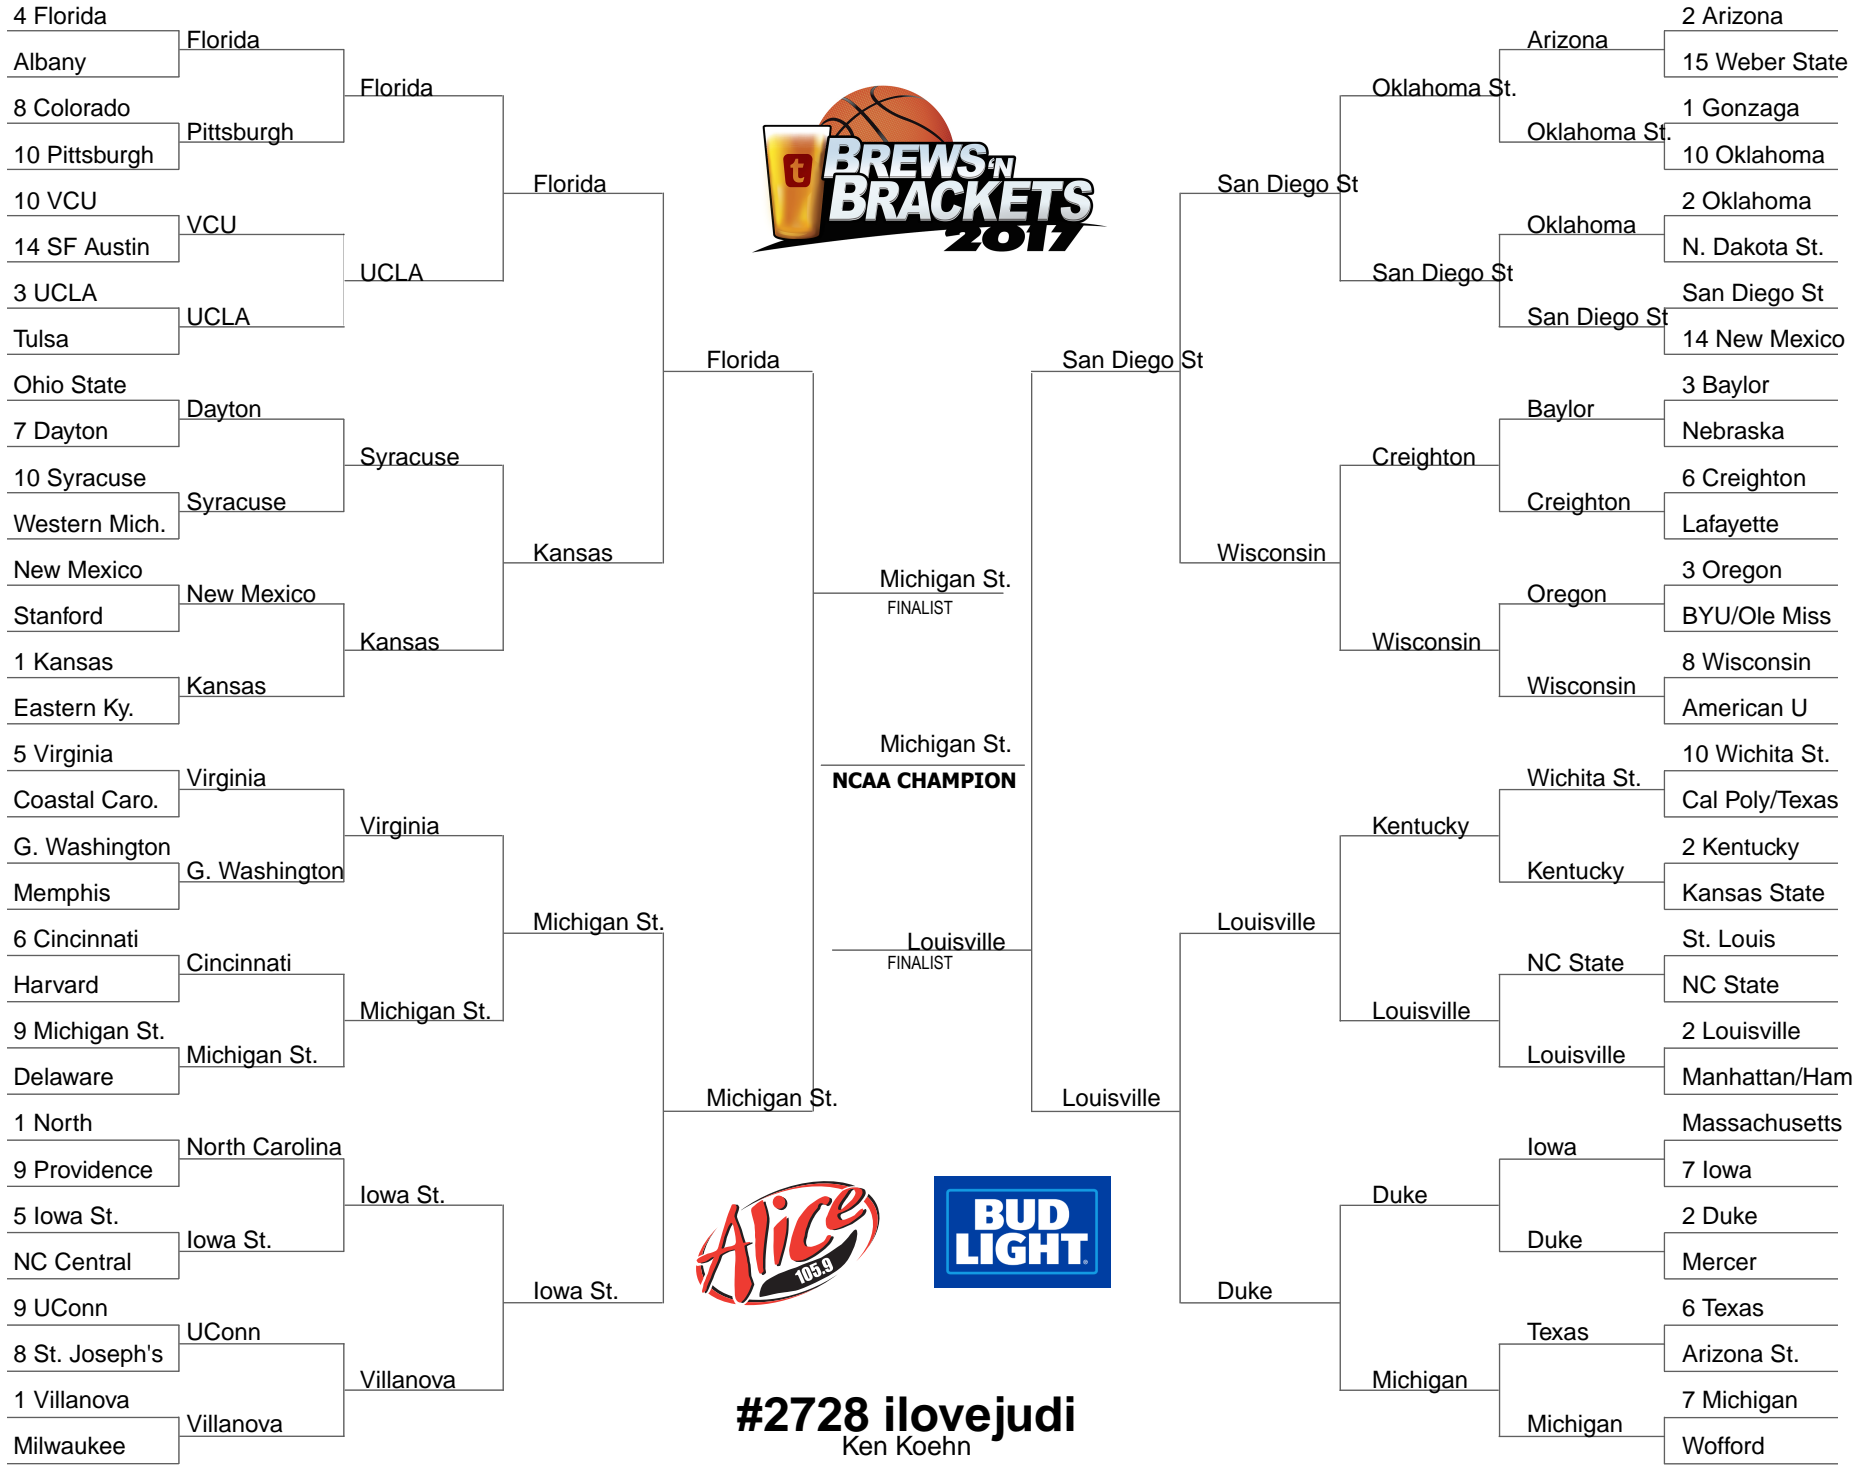 4 Florida
Albany
8 Colorado
10 Pittsburgh
10 VCU
14 SF Austin
3 UCLA
Tulsa
Ohio State
7 Dayton
10 Syracuse
Western Mich.
New Mexico
Stanford
1 Kansas
Eastern Ky.
5 Virginia
Coastal Caro.
G. Washington
Memphis
6 Cincinnati
Harvard
9 Michigan St.
Delaware
1 North
9 Providence
5 Iowa St.
NC Central
9 UConn
8 St. Joseph's
1 Villanova
Milwaukee
Florida
Pittsburgh
VCU
UCLA
Dayton
Syracuse
New Mexico
Kansas
Virginia
G. Washington
Cincinnati
Michigan St.
North Carolina
Iowa St.
UConn
Villanova
Florida
UCLA
Syracuse
Kansas
Virginia
Michigan St.
Iowa St.
Villanova
Florida
Kansas
Michigan St.
Iowa St.
Florida
Michigan St.
t
BREWS 'N
BRACKETS
2017
Michigan St.
FINALIST
Michigan St.
NCAA CHAMPION
Louisville
FINALIST
Alice
105.9
BUD
LIGHT
#2728 ilovejudi
Ken Koehn
San Diego St
Louisville
San Diego St
Wisconsin
Louisville
Duke
Oklahoma St.
San Diego St
Creighton
Wisconsin
Kentucky
Louisville
Duke
Michigan
Arizona
Oklahoma St.
Oklahoma
San Diego St
Baylor
Creighton
Oregon
Wisconsin
Wichita St.
Kentucky
NC State
Louisville
Iowa
Duke
Texas
Michigan
2 Arizona
15 Weber State
1 Gonzaga
10 Oklahoma
2 Oklahoma
N. Dakota St.
San Diego St
14 New Mexico
3 Baylor
Nebraska
6 Creighton
Lafayette
3 Oregon
BYU/Ole Miss
8 Wisconsin
American U
10 Wichita St.
Cal Poly/Texas
2 Kentucky
Kansas State
St. Louis
NC State
2 Louisville
Manhattan/Ham
Massachusetts
7 Iowa
2 Duke
Mercer
6 Texas
Arizona St.
7 Michigan
Wofford